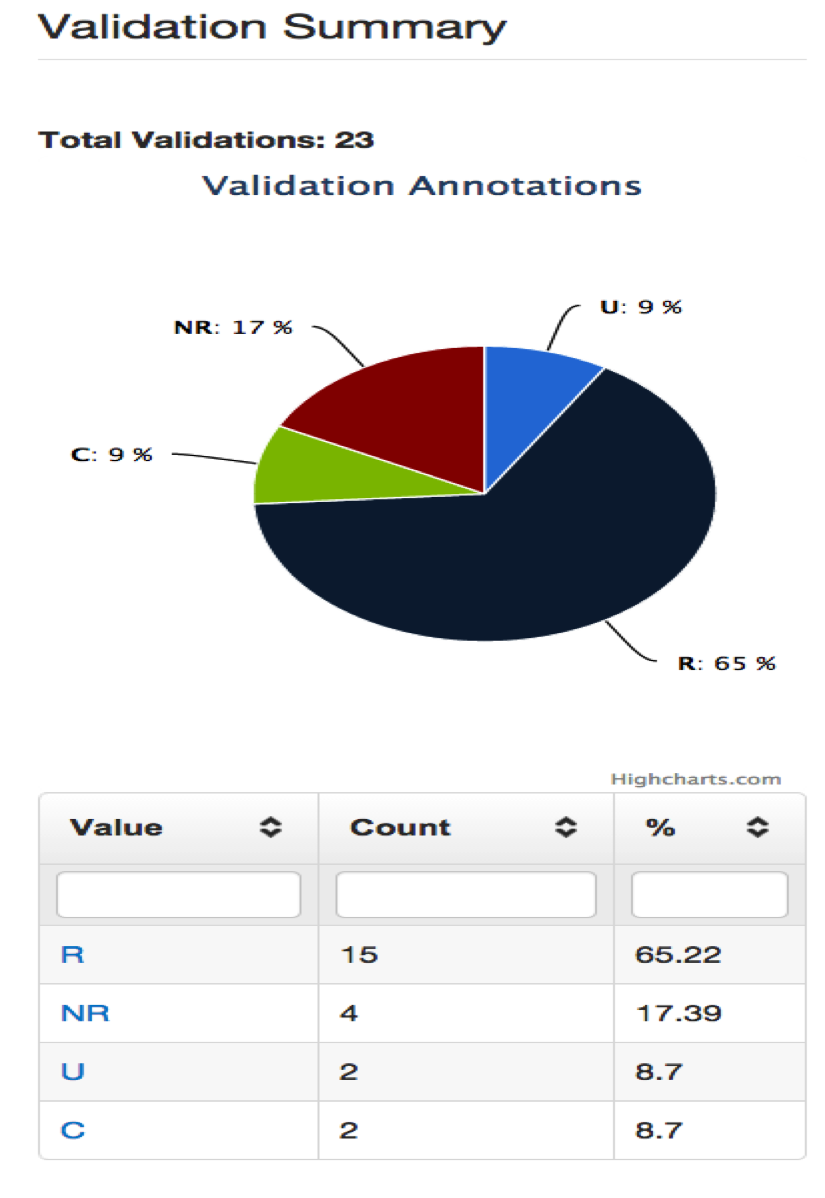 Validation Summary
Total Validations: 23
Validation Annotations
U: 9 %
NR: 17 %
C: 9 %
R: 65 %
Highcharts.com
Value Count %
R 15 65.22
NR 4 17.39
U 2 8.7
C 2 8.7